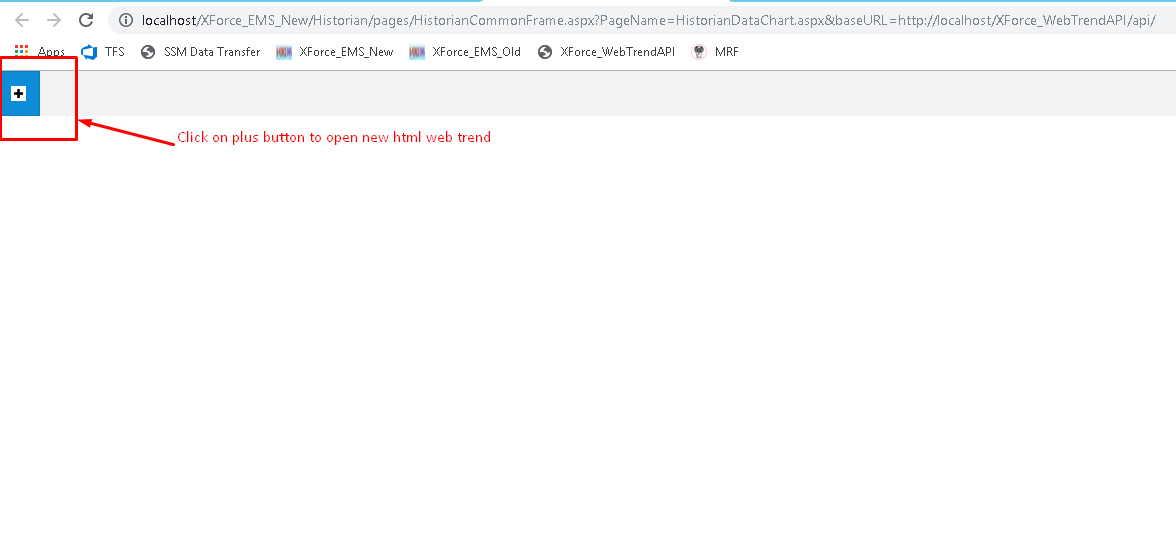 localhost/XForce_EMS_New/Historian/pages/HistorianCommonFrame.aspx?PageName=HistorianDataChart.aspx&baseURL=http://localhost/XForce_WebTrendAPI/api/
Apps TFS SSM Data Transfer XForce_EMS_New XForce_EMS_Old XForce_WebTrendAPI MRF
Click on plus button to open new html web trend